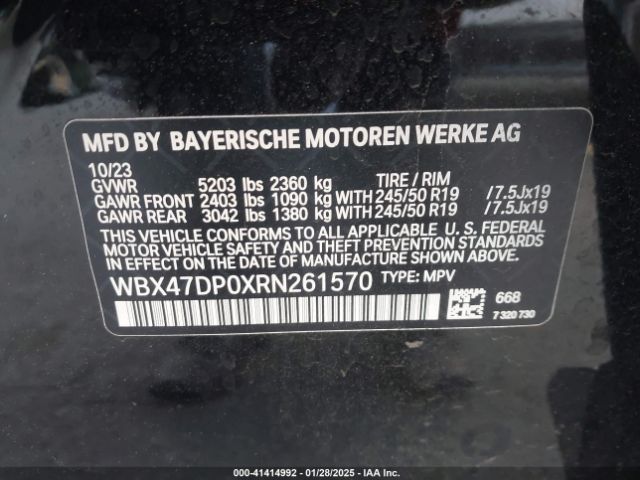 MFD BY BAYERISCHE MOTOREN WERKE AG
10/23
GVWR 5203 lbs 2360 kg TIRE / RIM
GAWR FRONT 2403 lbs 1090 kg WITH 245/50 R19 /7.5Jx19
GAWR REAR 3042 lbs 1380 kg WITH 245/50 R19 /7.5Jx19
THIS VEHICLE CONFORMS TO ALL APPLICABLE U. S. FEDERAL
MOTOR VEHICLE SAFETY AND THEFT PREVENTION STANDARDS
IN EFFECT ON THE DATE OF MANUFACTURE SHOWN ABOVE.
WBX47DP0XRN261570 TYPE: MPV
668
7 320 730
000-41414992 - 01/28/2025 - IAA Inc.